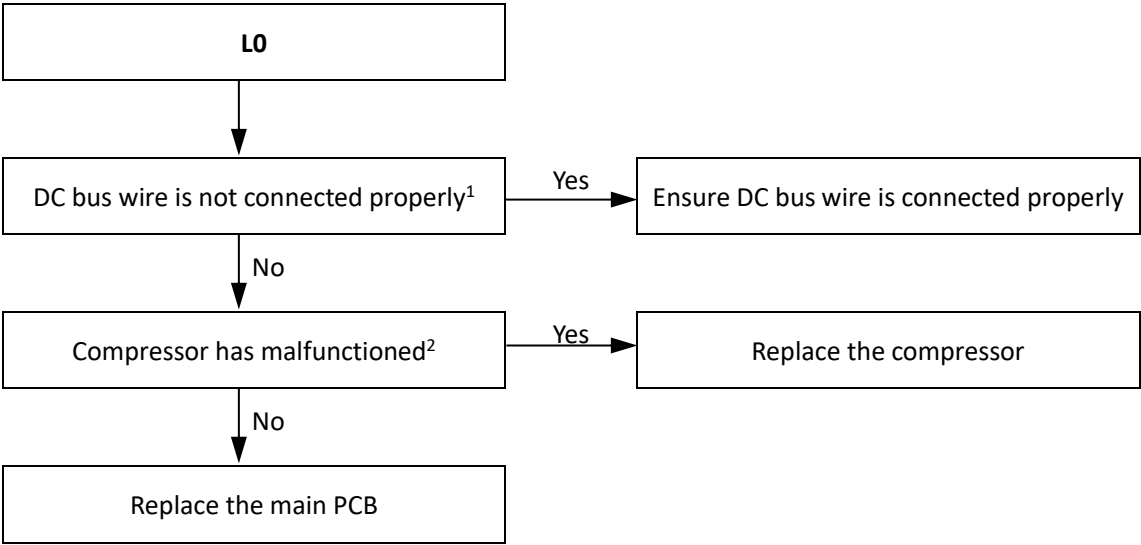 L0
DC bus wire is not connected properly¹
Yes
Ensure DC bus wire is connected properly
No
Compressor has malfunctioned²
Yes
Replace the compressor
No
Replace the main PCB